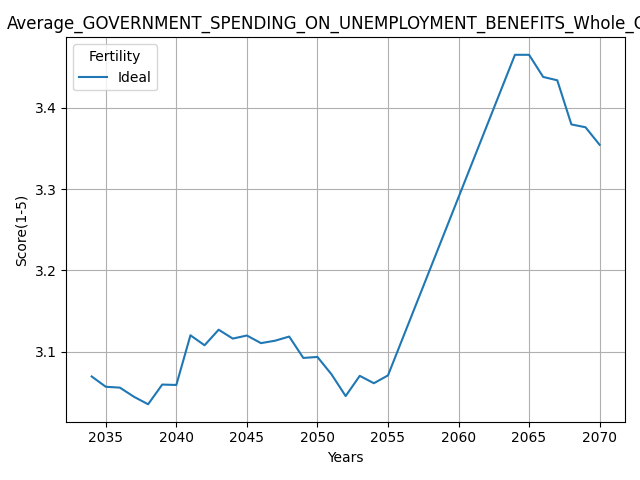 Average_GOVERNMENT_SPENDING_ON_UNEMPLOYMENT_BENEFITS_Whole_
Fertility
Ideal
3.4
3.3
3.2
3.1
Score(1-5)
2035 2040 2045 2050 2055 2060 2065 2070
Years